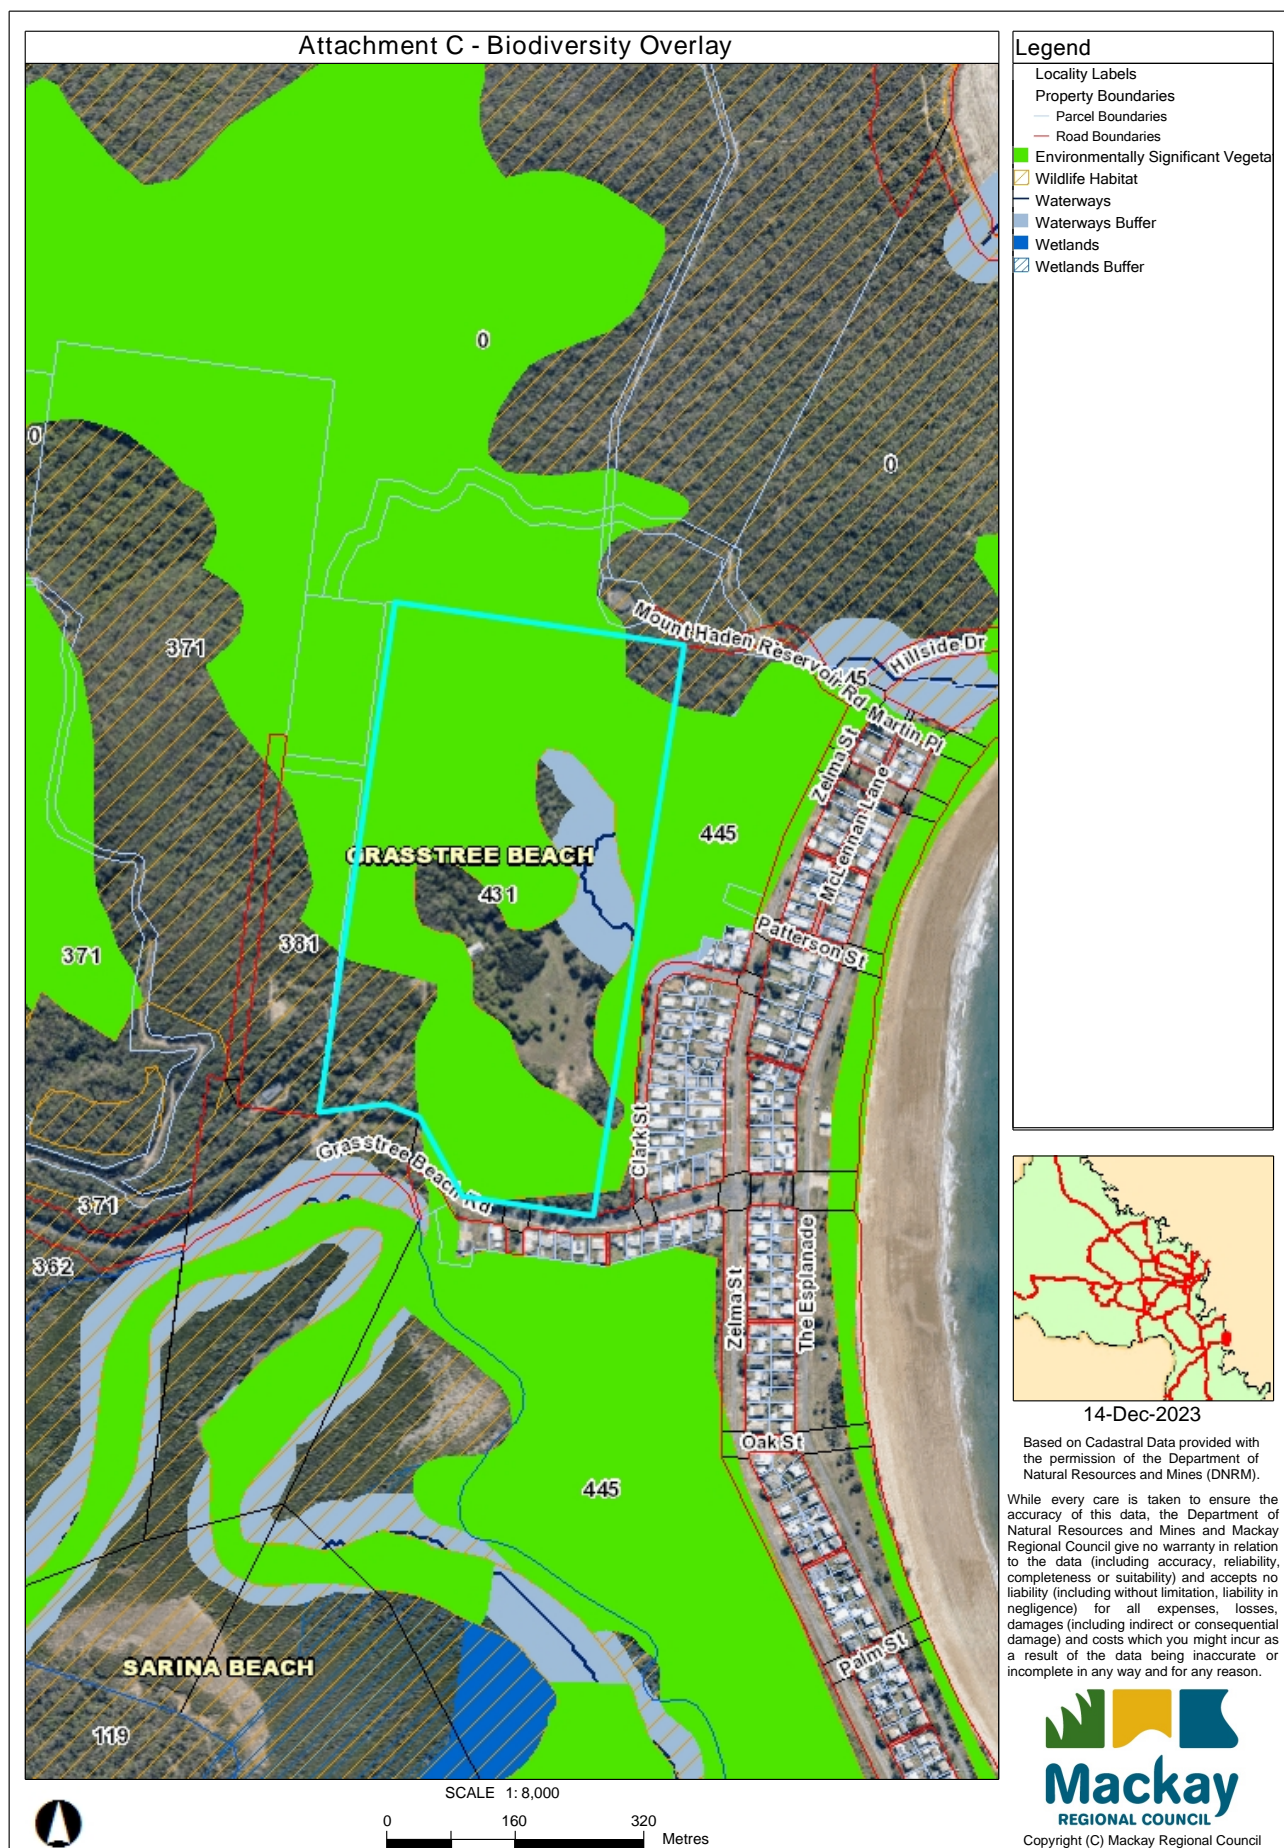 Attachment C - Biodiversity Overlay
Legend
Locality Labels
Property Boundaries
Parcel Boundaries
Road Boundaries
Environmentally Significant Vegeta
Wildlife Habitat
Waterways
Waterways Buffer
Wetlands
Wetlands Buffer
0
0
0
371
Mount Haden Reservoir Rd
Hillside Dr
Martin Pl
Zelma St
McLennan Lane
445
GRASSTREE BEACH
431
381
371
Patterson St
Clark St
Grasstree Beach Rd
371
362
Zelma St
The Esplanade
Oak St
445
Palm St
SARINA BEACH
119
14-Dec-2023
Based on Cadastral Data provided with
the permission of the Department of
Natural Resources and Mines (DNRM).
While every care is taken to ensure the
accuracy of this data, the Department of
Natural Resources and Mines and Mackay
Regional Council give no warranty in relation
to the data (including accuracy, reliability,
completeness or suitability) and accepts no
liability (including without limitation, liability in
negligence) for all expenses, losses,
damages (including indirect or consequential
damage) and costs which you might incur as
a result of the data being inaccurate or
incomplete in any way and for any reason.
Mackay
REGIONAL COUNCIL
Copyright (C) Mackay Regional Council
SCALE 1: 8,000
0 160 320
Metres